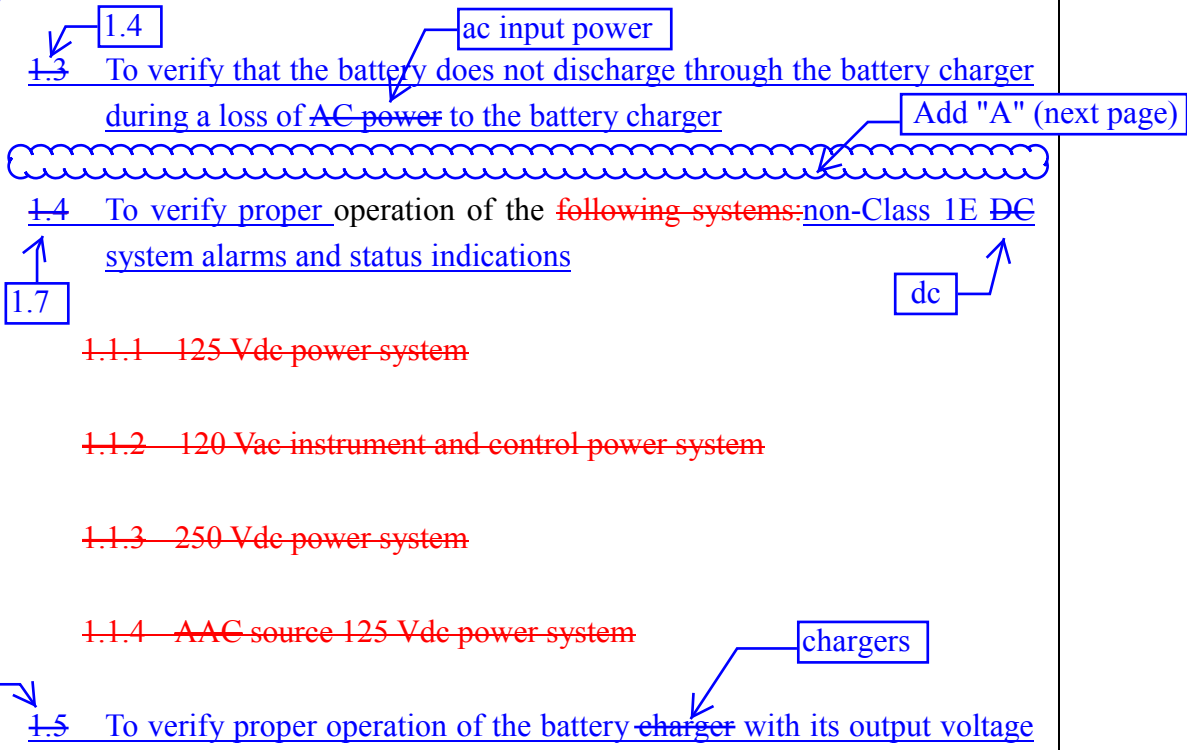 1.4
ac input power
1.3 To verify that the battery does not discharge through the battery charger
during a loss of AC power to the battery charger
Add "A" (next page)
1.4 To verify proper operation of the following systems:non-Class 1E DC
system alarms and status indications
1.7
dc
1.1.1 125 Vdc power system
1.1.2 120 Vac instrument and control power system
1.1.3 250 Vdc power system
1.1.4 AAC source 125 Vdc power system
chargers
1.5 To verify proper operation of the battery charger with its output voltage